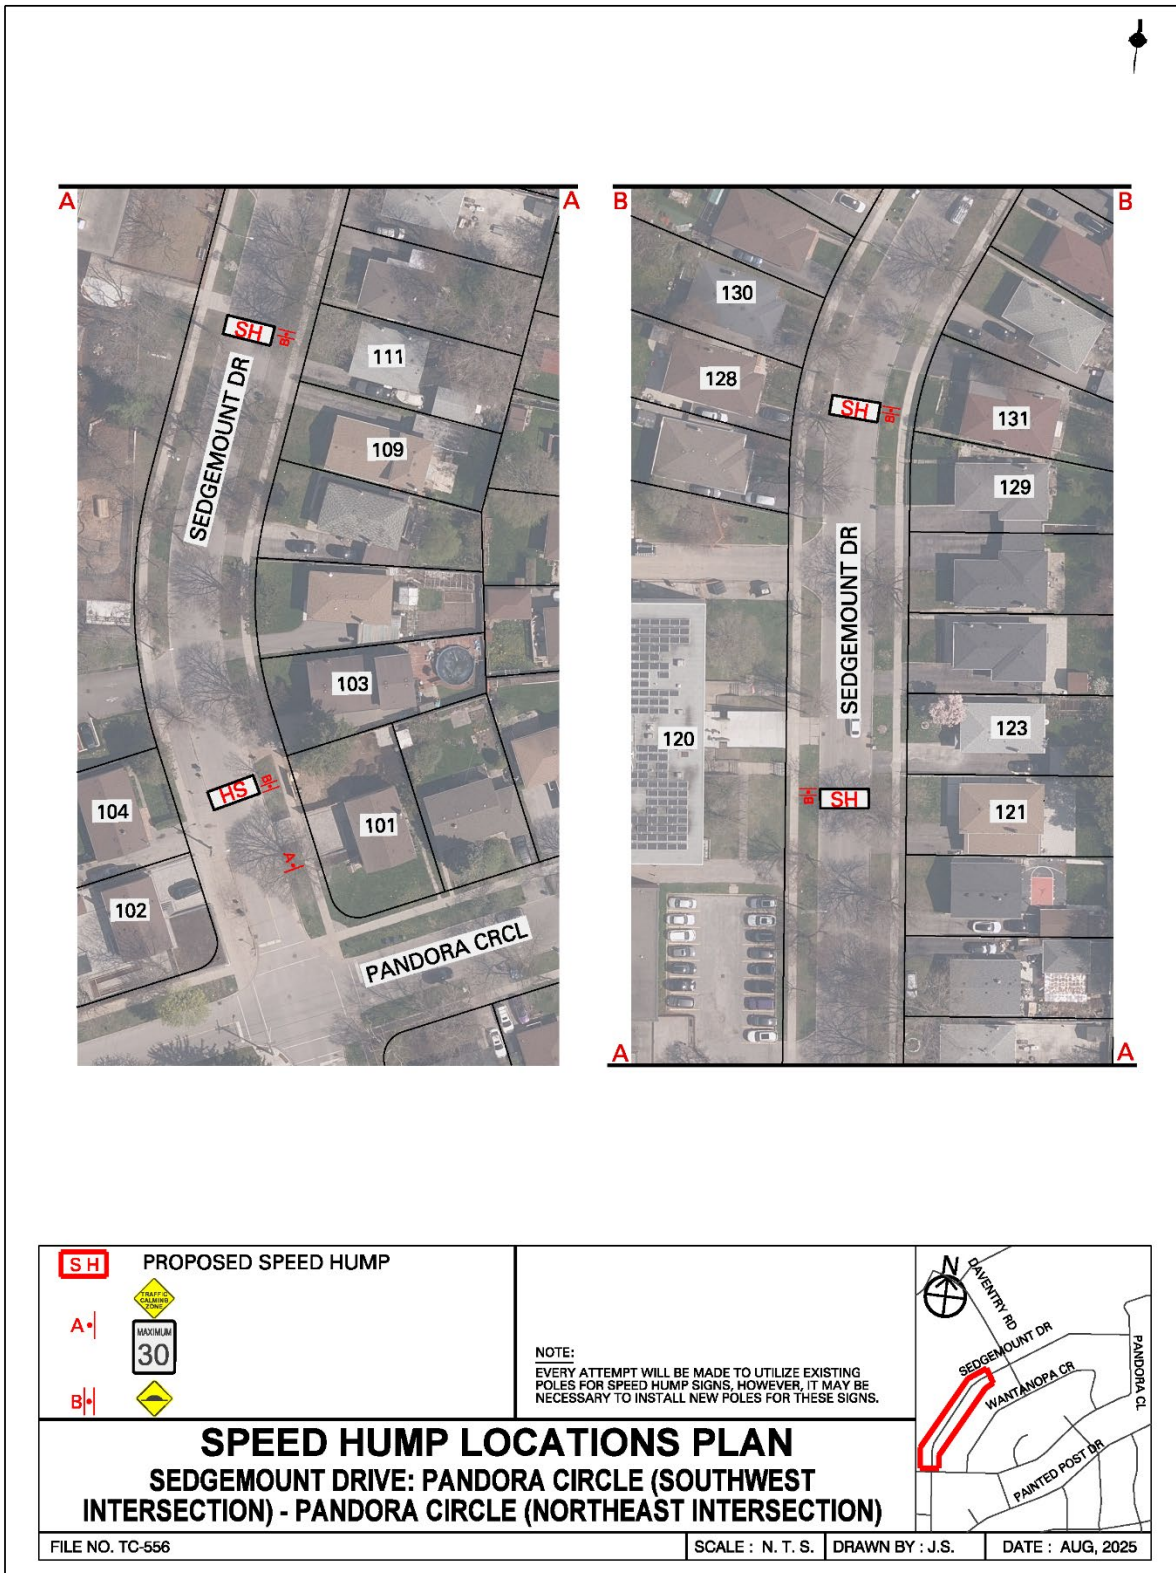 A A
SH
B
111
SEDGEMOUNT DR
109
103
HS
B
104
101
A
102
PANDORA CRCL
B B
130
128
SH
B
131
129
SEDGEMOUNT DR
123
120
B SH
121
A A
SH PROPOSED SPEED HUMP
TRAFFIC
CALMING
ZONE
A
MAXIMUM
30
B
NOTE:
EVERY ATTEMPT WILL BE MADE TO UTILIZE EXISTING
POLES FOR SPEED HUMP SIGNS, HOWEVER, IT MAY BE
NECESSARY TO INSTALL NEW POLES FOR THESE SIGNS.
N
DAVENTRY RD
SEDGEMOUNT DR
WANTANOPA CR
PANDORA CL
PAINTED POST DR
SPEED HUMP LOCATIONS PLAN
SEDGEMOUNT DRIVE: PANDORA CIRCLE (SOUTHWEST
INTERSECTION) - PANDORA CIRCLE (NORTHEAST INTERSECTION)
FILE NO. TC-556
SCALE : N. T. S.
DRAWN BY : J.S.
DATE : AUG, 2025